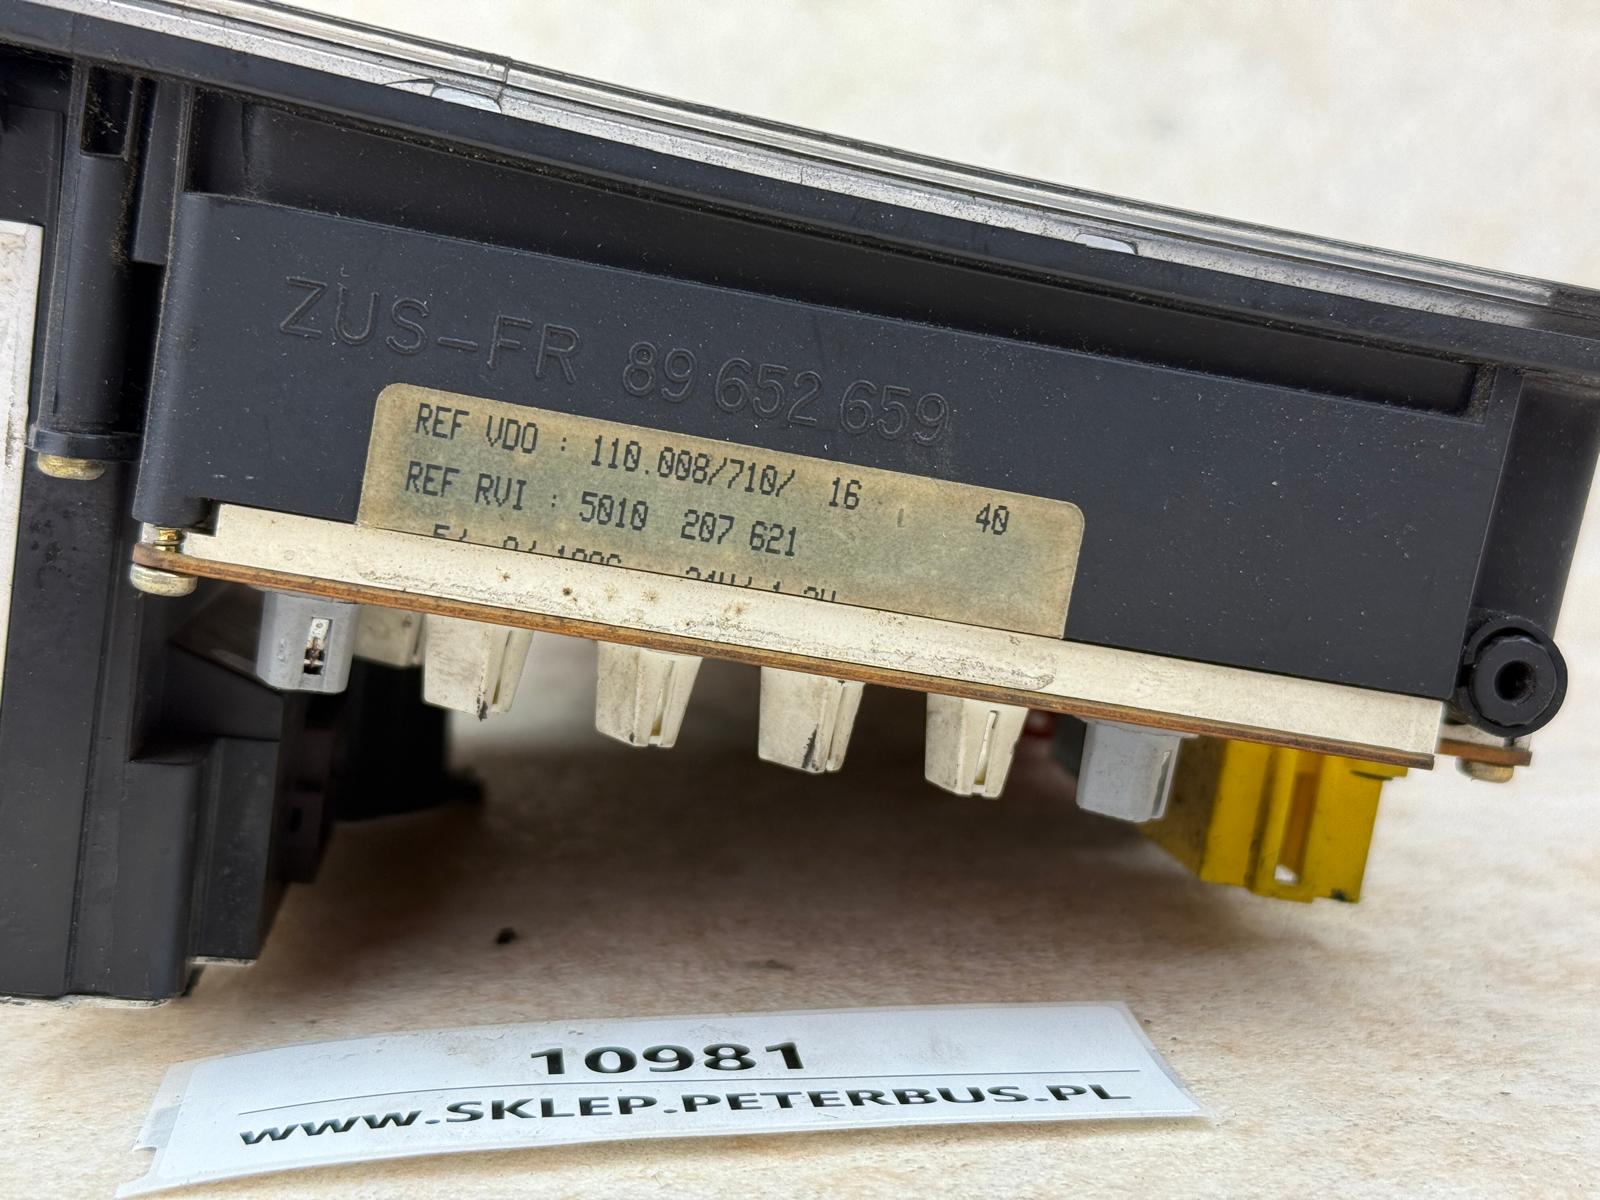 ZUS-FR 89 652 659
REF VDO : 110.008/710/ 16 40
REF RVI : 5010 207 621
10981
www.SKLEP.PETERBUS.PL